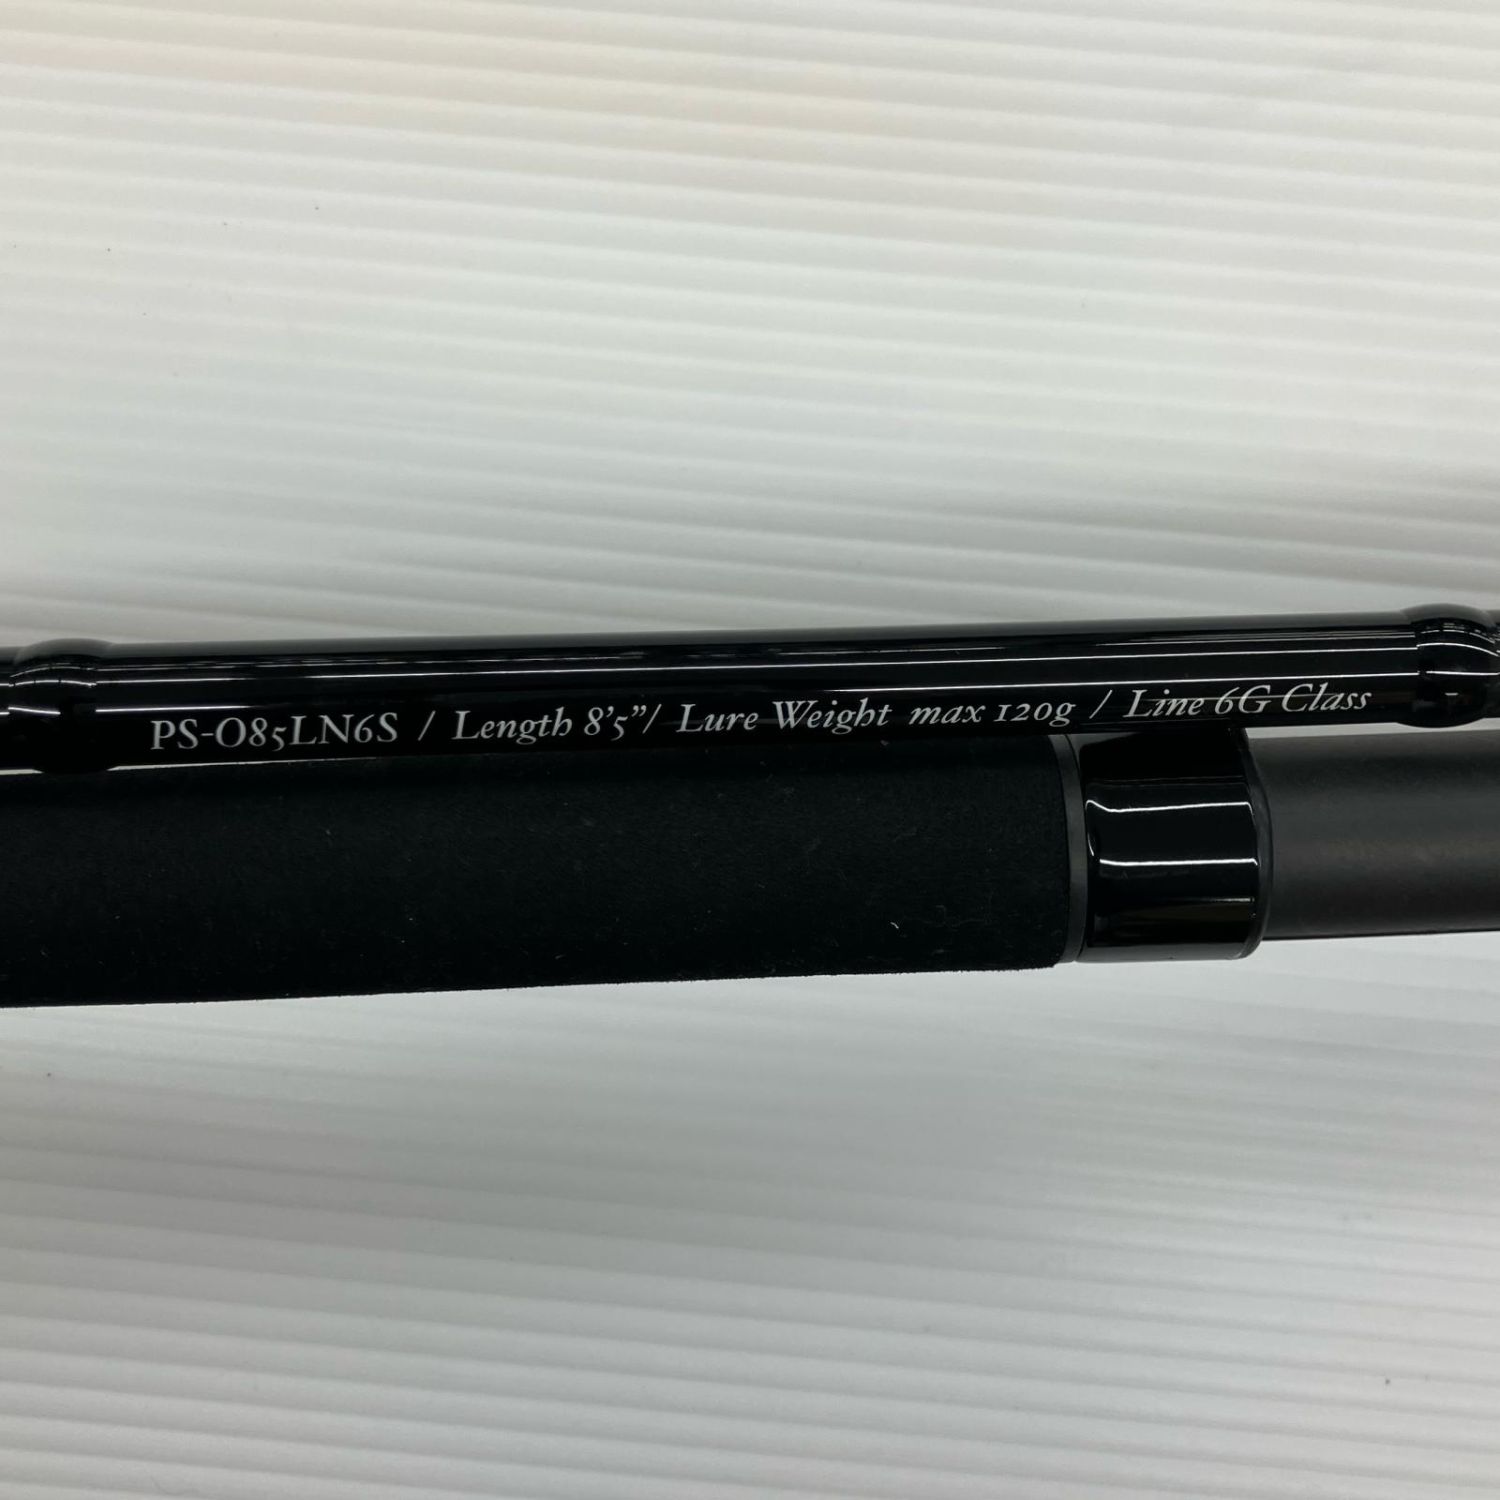 PS-O85LN6S / Length 8’5”/ Lure Weight max 120g / Line 6G Class